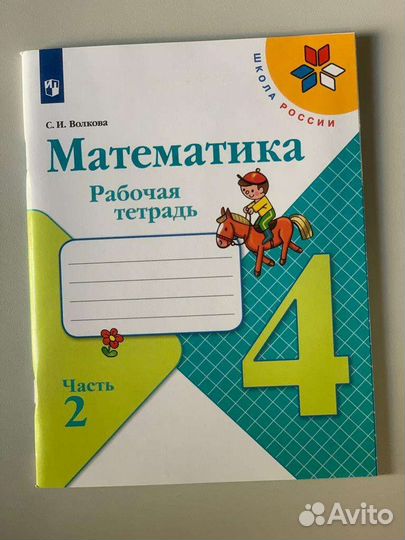 ШКОЛА РОССИИ
С. И. Волкова
Математика
Рабочая
тетрадь
4
Часть
2
Avito